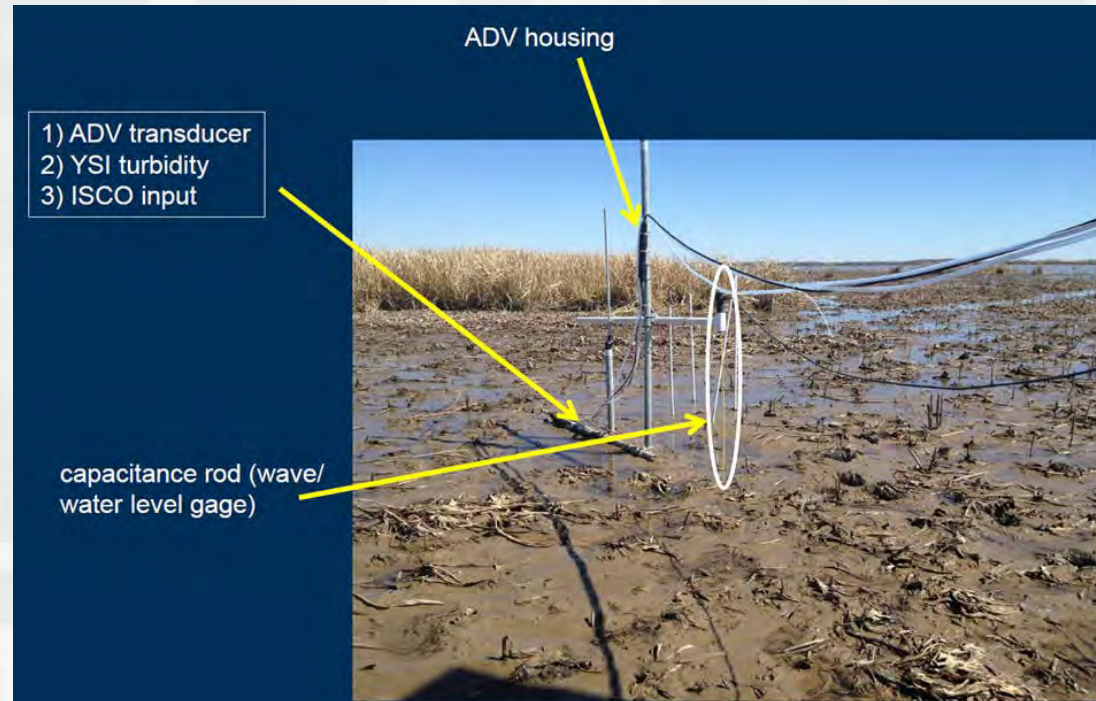 ADV housing
1) ADV transducer
2) YSI turbidity
3) ISCO input
capacitance rod (wave/
water level gage)